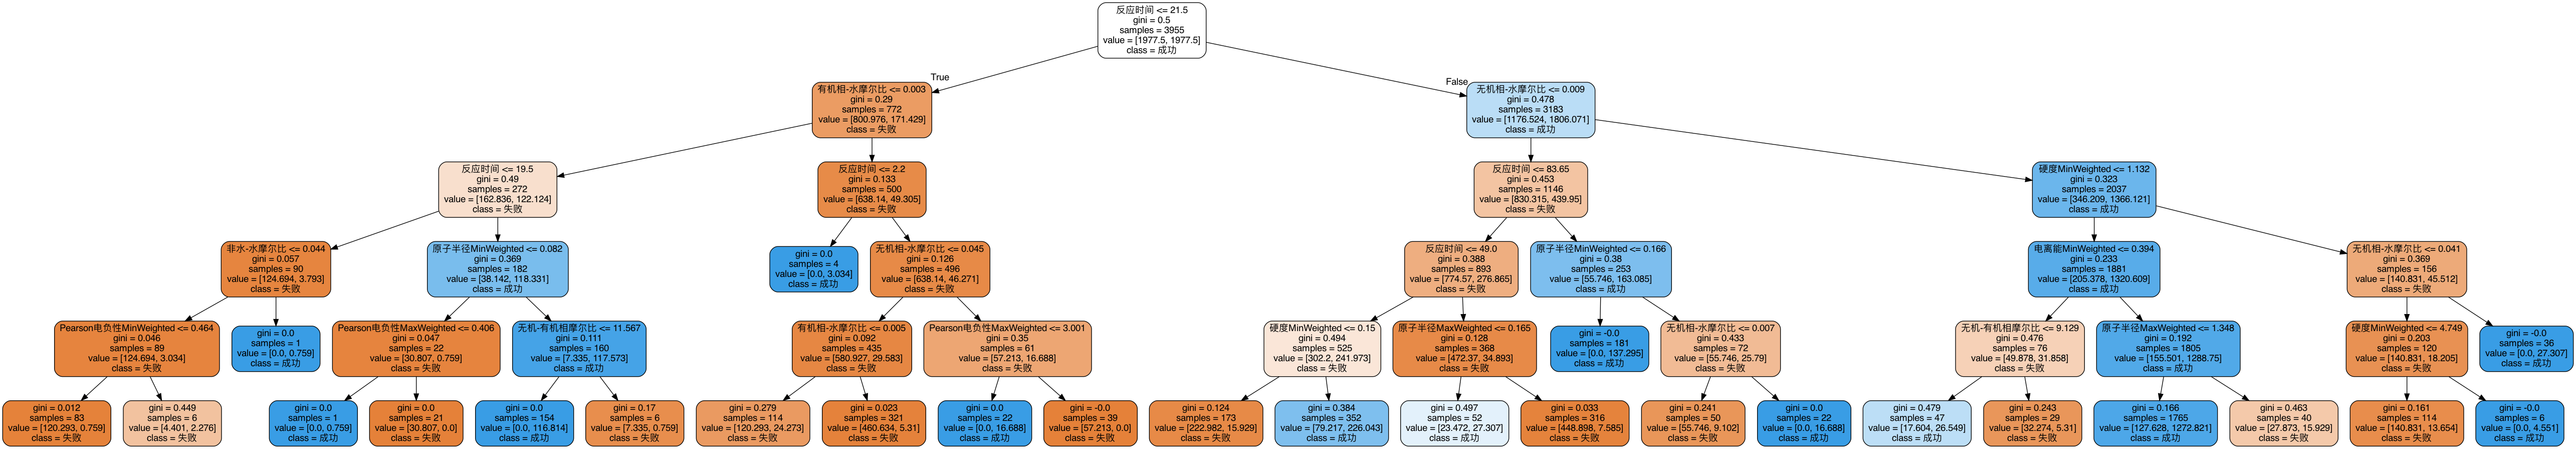 反应时间 <= 21.5
gini = 0.5
samples = 3955
value = [1977.5, 1977.5]
class = 成功
True
False
有机相-水摩尔比 <= 0.003
gini = 0.29
samples = 772
value = [800.976, 171.429]
class = 失败
无机相-水摩尔比 <= 0.009
gini = 0.478
samples = 3183
value = [1176.524, 1806.071]
class = 成功
反应时间 <= 19.5
gini = 0.49
samples = 272
value = [162.836, 122.124]
class = 失败
反应时间 <= 2.2
gini = 0.133
samples = 500
value = [638.14, 49.305]
class = 失败
反应时间 <= 83.65
gini = 0.453
samples = 1146
value = [830.315, 439.95]
class = 失败
硬度MinWeighted <= 1.132
gini = 0.323
samples = 2037
value = [346.209, 1366.121]
class = 成功
非水-水摩尔比 <= 0.044
gini = 0.057
samples = 90
value = [124.694, 3.793]
class = 失败
原子半径MinWeighted <= 0.082
gini = 0.369
samples = 182
value = [38.142, 118.331]
class = 成功
gini = 0.0
samples = 4
value = [0.0, 3.034]
class = 成功
无机相-水摩尔比 <= 0.045
gini = 0.126
samples = 496
value = [638.14, 46.271]
class = 失败
反应时间 <= 49.0
gini = 0.388
samples = 893
value = [774.57, 276.865]
class = 失败
原子半径MinWeighted <= 0.166
gini = 0.38
samples = 253
value = [55.746, 163.085]
class = 成功
电离能MinWeighted <= 0.394
gini = 0.233
samples = 1881
value = [205.378, 1320.609]
class = 成功
无机相-水摩尔比 <= 0.041
gini = 0.369
samples = 156
value = [140.831, 45.512]
class = 失败
Pearson电负性MinWeighted <= 0.464
gini = 0.046
samples = 89
value = [124.694, 3.034]
class = 失败
gini = 0.0
samples = 1
value = [0.0, 0.759]
class = 成功
Pearson电负性MaxWeighted <= 0.406
gini = 0.047
samples = 22
value = [30.807, 0.759]
class = 失败
无机-有机相摩尔比 <= 11.567
gini = 0.111
samples = 160
value = [7.335, 117.573]
class = 成功
有机相-水摩尔比 <= 0.005
gini = 0.092
samples = 435
value = [580.927, 29.583]
class = 失败
Pearson电负性MaxWeighted <= 3.001
gini = 0.35
samples = 61
value = [57.213, 16.688]
class = 失败
硬度MinWeighted <= 0.15
gini = 0.494
samples = 525
value = [302.2, 241.973]
class = 失败
原子半径MaxWeighted <= 0.165
gini = 0.128
samples = 368
value = [472.37, 34.893]
class = 失败
gini = -0.0
samples = 181
value = [0.0, 137.295]
class = 成功
无机相-水摩尔比 <= 0.007
gini = 0.433
samples = 72
value = [55.746, 25.79]
class = 失败
无机-有机相摩尔比 <= 9.129
gini = 0.476
samples = 76
value = [49.878, 31.858]
class = 失败
原子半径MaxWeighted <= 1.348
gini = 0.192
samples = 1805
value = [155.501, 1288.75]
class = 成功
硬度MinWeighted <= 4.749
gini = 0.203
samples = 120
value = [140.831, 18.205]
class = 失败
gini = -0.0
samples = 36
value = [0.0, 27.307]
class = 成功
gini = 0.012
samples = 83
value = [120.293, 0.759]
class = 失败
gini = 0.449
samples = 6
value = [4.401, 2.276]
class = 失败
gini = 0.0
samples = 1
value = [0.0, 0.759]
class = 成功
gini = 0.0
samples = 21
value = [30.807, 0.0]
class = 失败
gini = 0.0
samples = 154
value = [0.0, 116.814]
class = 成功
gini = 0.17
samples = 6
value = [7.335, 0.759]
class = 失败
gini = 0.279
samples = 114
value = [120.293, 24.273]
class = 失败
gini = 0.023
samples = 321
value = [460.634, 5.31]
class = 失败
gini = 0.0
samples = 22
value = [0.0, 16.688]
class = 成功
gini = -0.0
samples = 39
value = [57.213, 0.0]
class = 失败
gini = 0.124
samples = 173
value = [222.982, 15.929]
class = 失败
gini = 0.384
samples = 352
value = [79.217, 226.043]
class = 成功
gini = 0.497
samples = 52
value = [23.472, 27.307]
class = 成功
gini = 0.033
samples = 316
value = [448.898, 7.585]
class = 失败
gini = 0.241
samples = 50
value = [55.746, 9.102]
class = 失败
gini = 0.0
samples = 22
value = [0.0, 16.688]
class = 成功
gini = 0.479
samples = 47
value = [17.604, 26.549]
class = 成功
gini = 0.243
samples = 29
value = [32.274, 5.31]
class = 失败
gini = 0.166
samples = 1765
value = [127.628, 1272.821]
class = 成功
gini = 0.463
samples = 40
value = [27.873, 15.929]
class = 失败
gini = 0.161
samples = 114
value = [140.831, 13.654]
class = 失败
gini = -0.0
samples = 6
value = [0.0, 4.551]
class = 成功